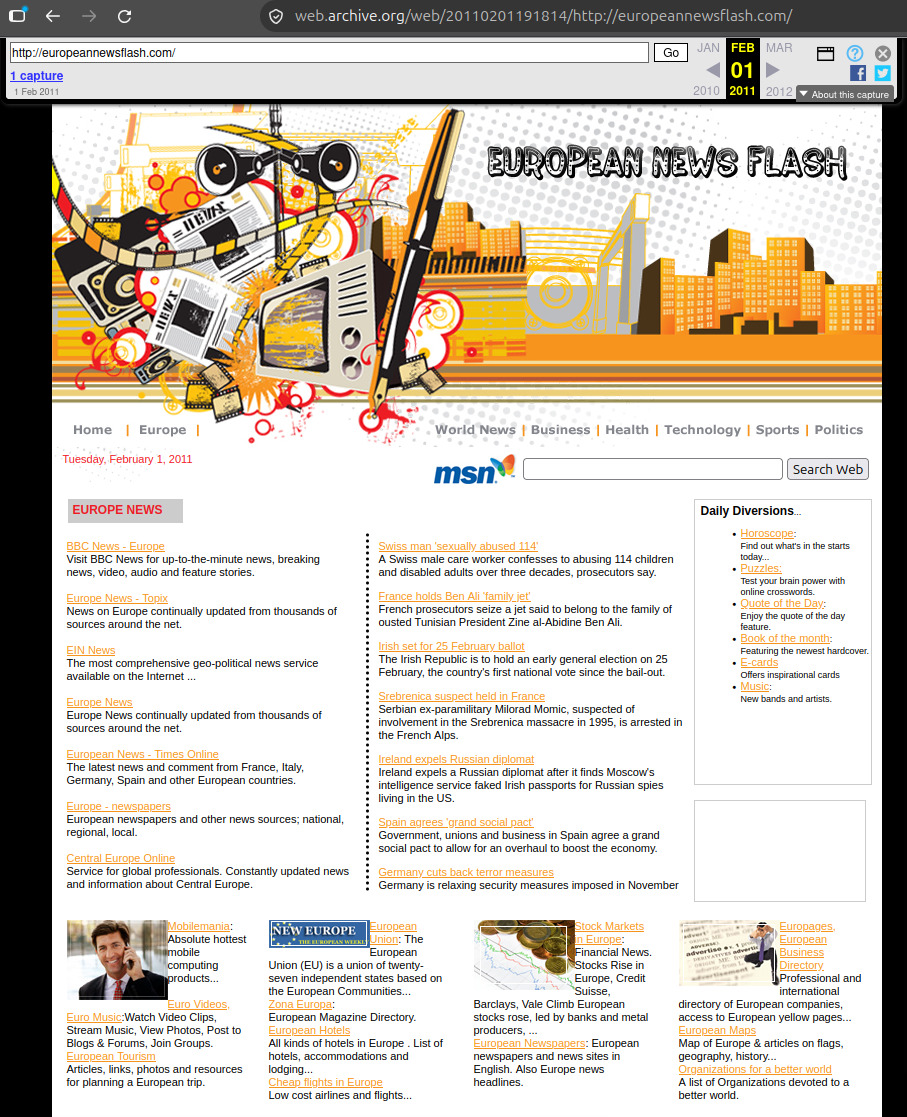 web.archive.org/web/20110201191814/http://europeannewsflash.com/
http://europeannewsflash.com/
Go
JAN FEB MAR
01
2010 2011 2012
1 capture
1 Feb 2011
About this capture
EUROPEAN NEWS FLASH
NEWS
NEWS
Home | Europe |
World News | Business | Health | Technology | Sports | Politics
Tuesday, February 1, 2011
msn
Search Web
EUROPE NEWS
BBC News - Europe
Visit BBC News for up-to-the-minute news, breaking
news, video, audio and feature stories.
Europe News - Topix
News on Europe continually updated from thousands of
sources around the net.
EIN News
The most comprehensive geo-political news service
available on the Internet ...
Europe News
Europe News continually updated from thousands of
sources around the net.
European News - Times Online
The latest news and comment from France, Italy,
Germany, Spain and other European countries.
Europe - newspapers
European newspapers and other news sources; national,
regional, local.
Central Europe Online
Service for global professionals. Constantly updated news
and information about Central Europe.
Swiss man 'sexually abused 114'
A Swiss male care worker confesses to abusing 114 children
and disabled adults over three decades, prosecutors say.
France holds Ben Ali 'family jet'
French prosecutors seize a jet said to belong to the family of
ousted Tunisian President Zine al-Abidine Ben Ali.
Irish set for 25 February ballot
The Irish Republic is to hold an early general election on 25
February, the country's first national vote since the bail-out.
Srebrenica suspect held in France
Serbian ex-paramilitary Milorad Momic, suspected of
involvement in the Srebrenica massacre in 1995, is arrested in
the French Alps.
Ireland expels Russian diplomat
Ireland expels a Russian diplomat after it finds Moscow's
intelligence service faked Irish passports for Russian spies
living in the US.
Spain agrees 'grand social pact'
Government, unions and business in Spain agree a grand
social pact to allow for an overhaul to boost the economy.
Germany cuts back terror measures
Germany is relaxing security measures imposed in November
Daily Diversions...
Horoscope:
Find out what's in the starts
today...
Puzzles:
Test your brain power with
online crosswords.
Quote of the Day:
Enjoy the quote of the day
feature.
Book of the month:
Featuring the newest hardcover.
E-cards
Offers inspirational cards
Music:
New bands and artists.
Mobilemania:
Absolute hottest
mobile
computing
products...
Euro Videos,
Euro Music:Watch Video Clips,
Stream Music, View Photos, Post to
Blogs & Forums, Join Groups.
European Tourism
Articles, links, photos and resources
for planning a European trip.
NEW EUROPE
THE EUROPEAN WEEKLY
European
Union: The
European
Union (EU) is a union of twenty-
seven independent states based on
the European Communities...
Zona Europa:
European Magazine Directory.
European Hotels
All kinds of hotels in Europe . List of
hotels, accommodations and
lodging...
Cheap flights in Europe
Low cost airlines and flights...
Stock Markets
in Europe:
Financial News.
Stocks Rise in
Europe, Credit
Suisse,
Barclays, Vale Climb European
stocks rose, led by banks and metal
producers, ...
European Newspapers: European
newspapers and news sites in
English. Also Europe news
headlines.
advertise
Europages,
European
Business
Directory
Professional and
international
directory of European companies,
access to European yellow pages...
European Maps
Map of Europe & articles on flags,
geography, history...
Organizations for a better world
A list of Organizations devoted to a
better world.